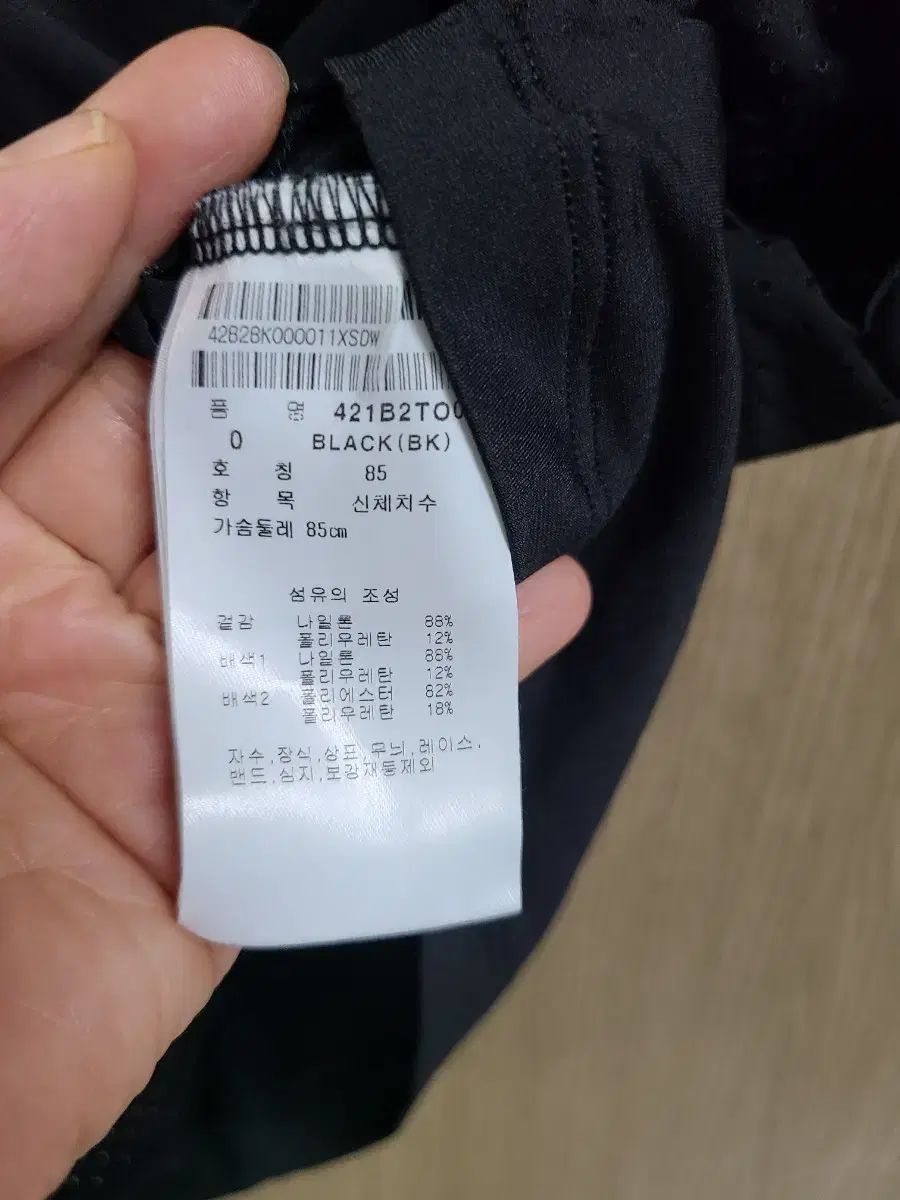 42B2BK000011XSDW
품 명 421B2TO0
0 BLACK(BK)
호 칭 85
항 목 신체치수
가슴둘레 85cm
섬유의 조성
겉감 나일론 88%
폴리우레탄 12%
배색1 나일론 88%
폴리우레탄 12%
배색2 폴리에스터 82%
폴리우레탄 18%
자수,장식,상표,무늬,레이스,
밴드,심지,보강재등제외